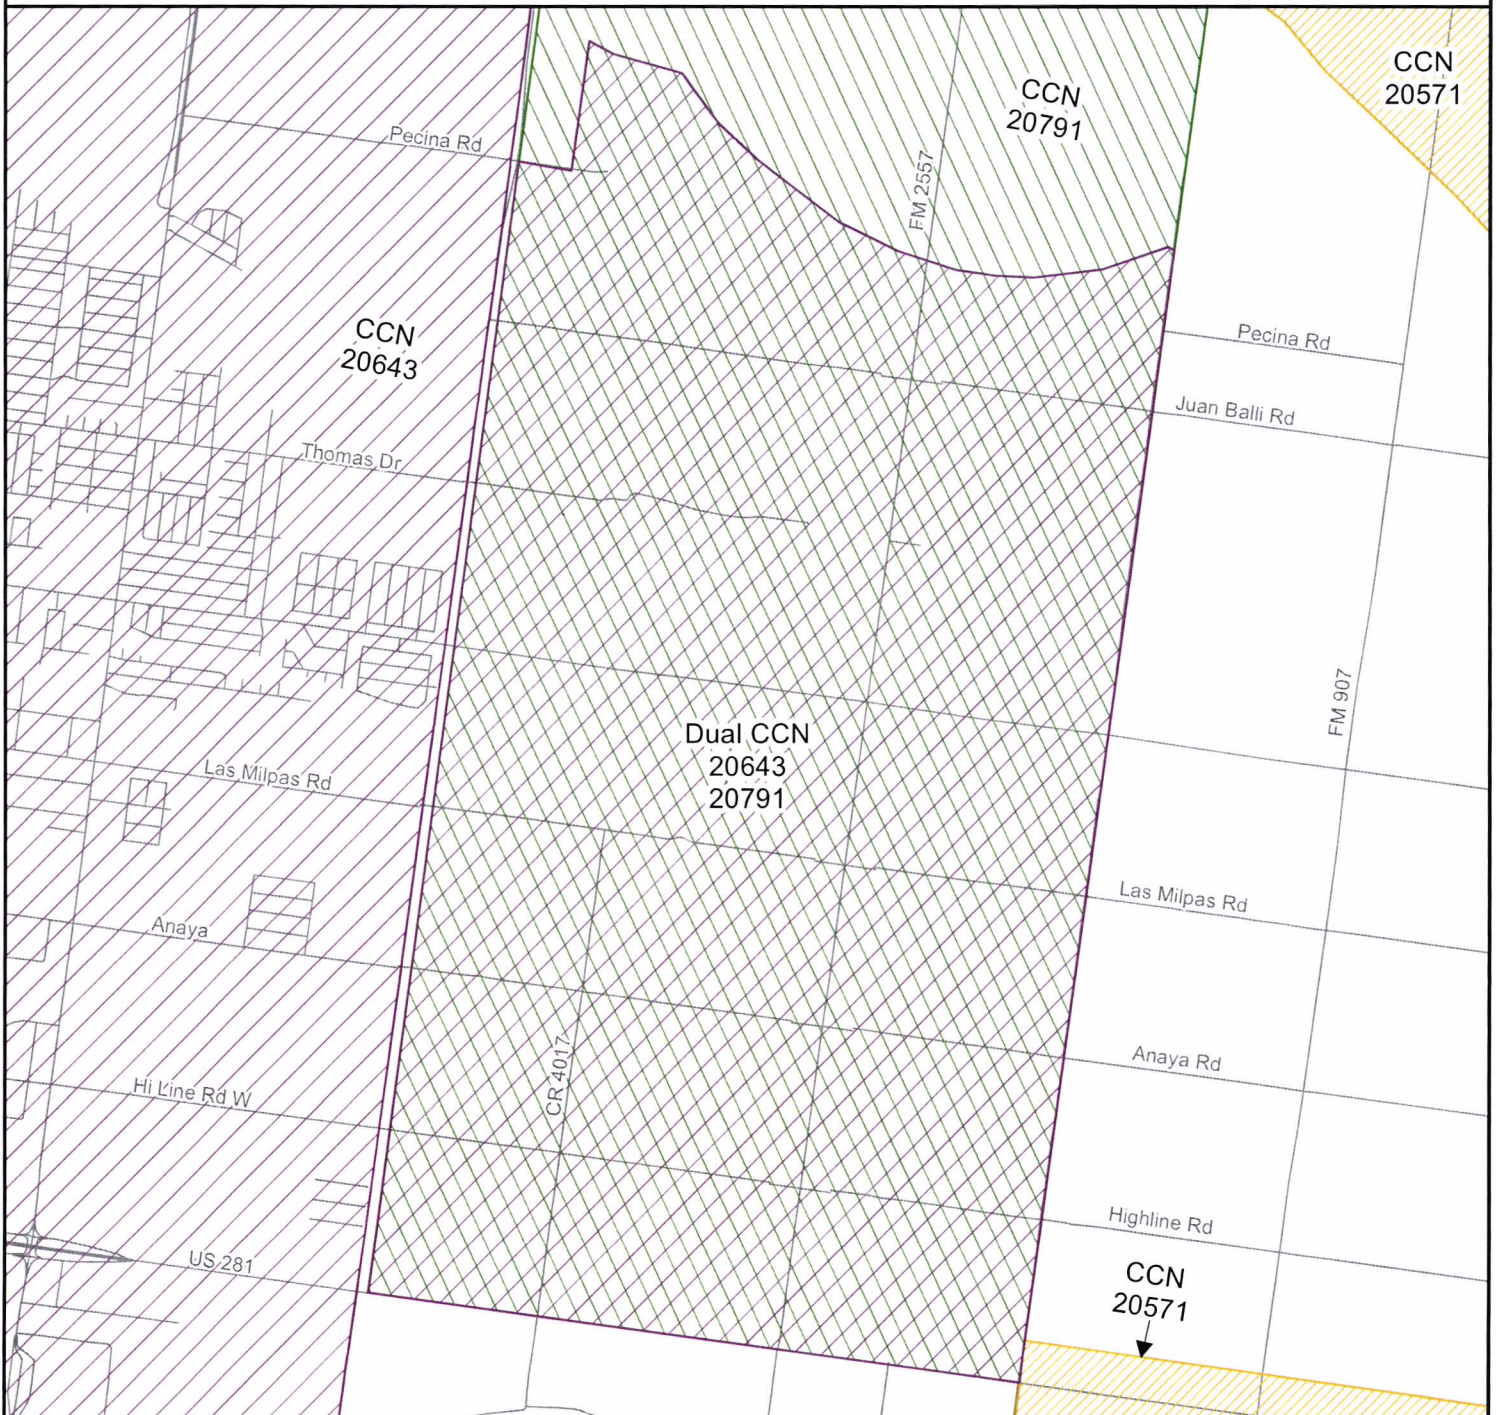 CCN
20571
CCN
20791
Pecina Rd
FM 2557
CCN
20643
Pecina Rd
Juan Balli Rd
Thomas Dr
FM 907
Dual CCN
20643
20791
Las Milpas Rd
Las Milpas Rd
Anaya
CR 4017
Anaya Rd
Hi Line Rd W
Highline Rd
US 281
CCN
20571